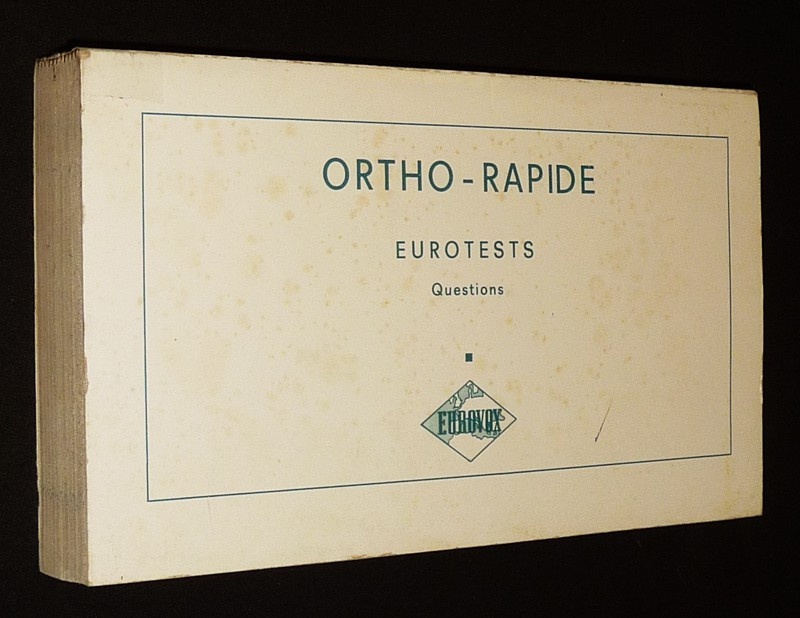 ORTHO - RAPIDE
EUROTESTS
Questions
EUROVOX